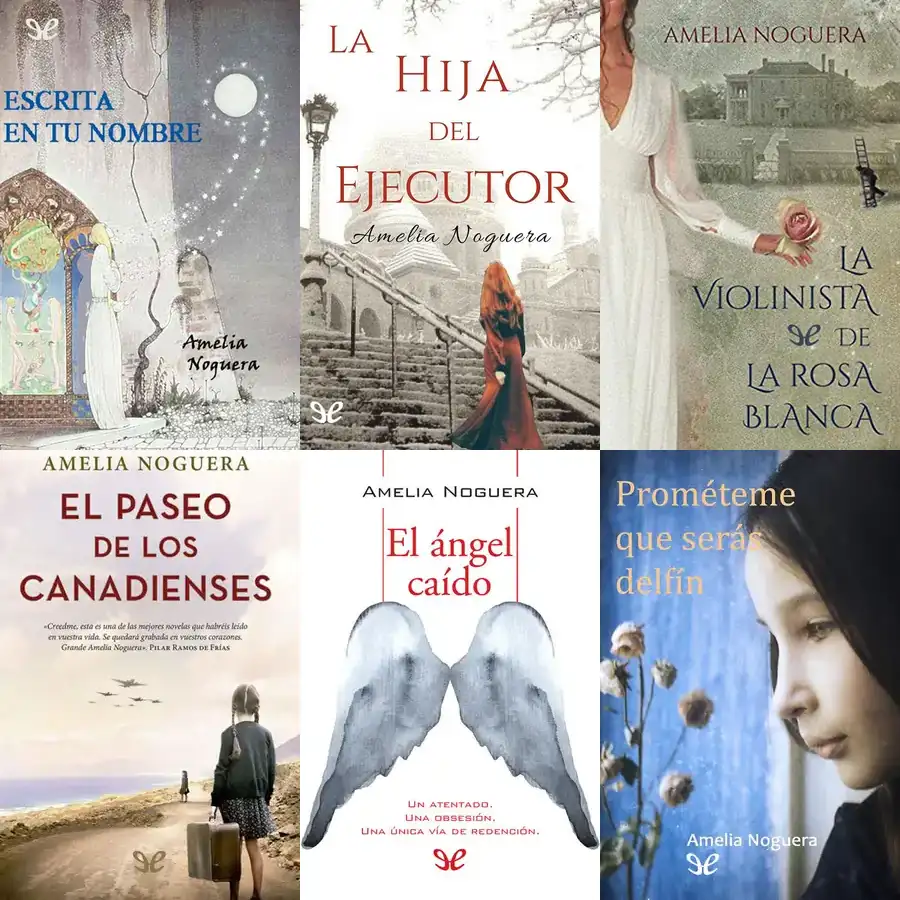 ESCRITA
EN TU NOMBRE
Amelia
Noguera
LA
HIJA
DEL
EJECUTOR
Amelia Noguera
AMELIA NOGUERA
LA
VIOLINISTA
DE
LA ROSA
BLANCA
AMELIA NOGUERA
EL PASEO
DE LOS
CANADIENSES
«Creedme, esta es una de las mejores novelas que habréis leído
en vuestra vida. Se quedará grabada en vuestros corazones.
Grande Amelia Noguera». PILAR RAMOS DE FRÍAS
AMELIA NOGUERA
El ángel
caído
UN ATENTADO.
UNA OBSESIÓN.
UNA ÚNICA VÍA DE REDENCIÓN.
Prométeme
que serás
delfín
Amelia Noguera